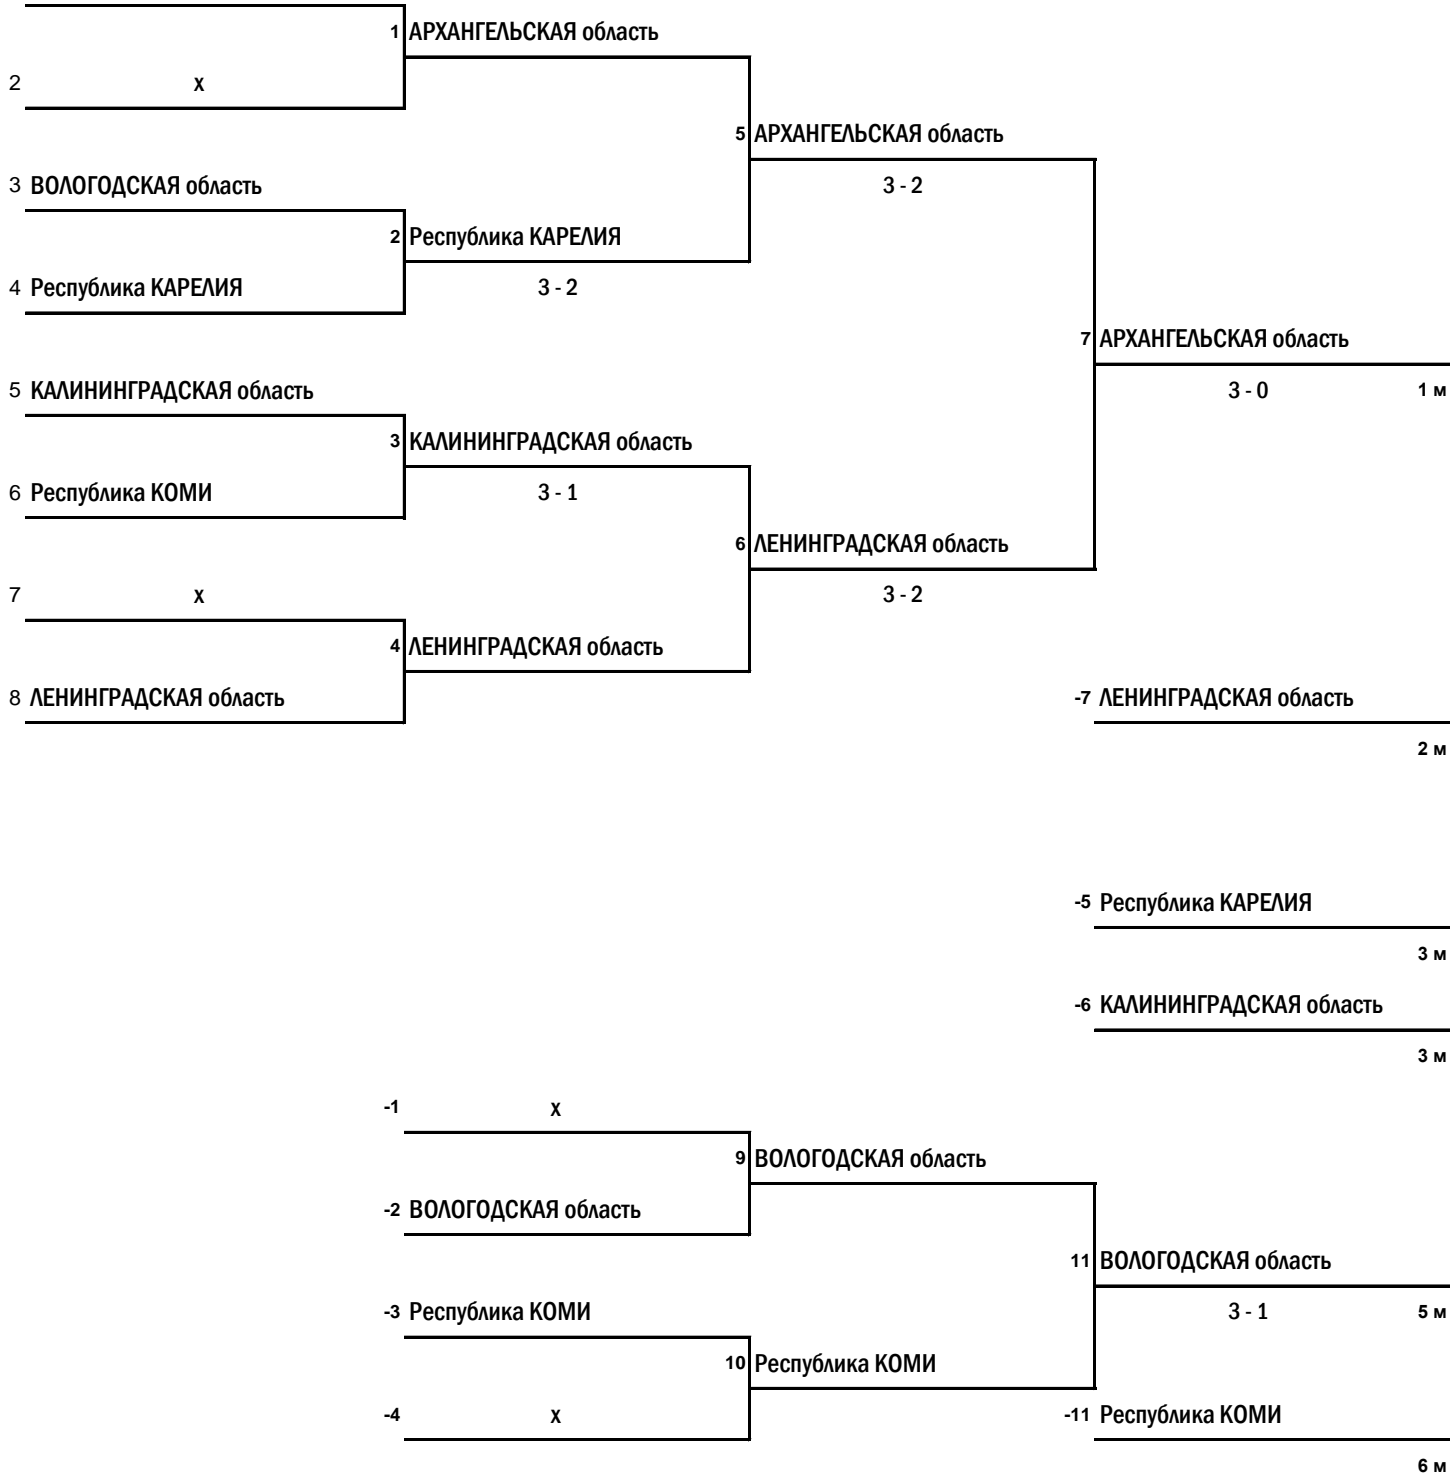 1 АРХАНГЕЛЬСКАЯ область
2 X
5 АРХАНГЕЛЬСКАЯ область
3 ВОЛОГОДСКАЯ область
3 - 2
2 Республика КАРЕЛИЯ
4 Республика КАРЕЛИЯ
3 - 2
7 АРХАНГЕЛЬСКАЯ область
5 КАЛИНИНГРАДСКАЯ область
3 - 0
1 м
3 КАЛИНИНГРАДСКАЯ область
6 Республика КОМИ
3 - 1
6 ЛЕНИНГРАДСКАЯ область
7 X
3 - 2
4 ЛЕНИНГРАДСКАЯ область
8 ЛЕНИНГРАДСКАЯ область
-7 ЛЕНИНГРАДСКАЯ область
2 м
-5 Республика КАРЕЛИЯ
3 м
-6 КАЛИНИНГРАДСКАЯ область
3 м
-1 X
9 ВОЛОГОДСКАЯ область
-2 ВОЛОГОДСКАЯ область
11 ВОЛОГОДСКАЯ область
-3 Республика КОМИ
3 - 1
5 м
10 Республика КОМИ
-4 X
-11 Республика КОМИ
6 м